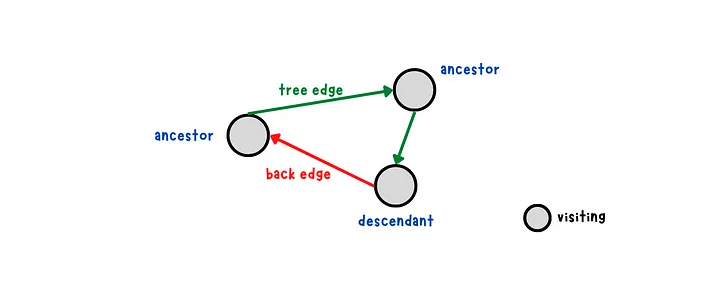 ancestor
tree edge
ancestor
back edge
descendant
visiting